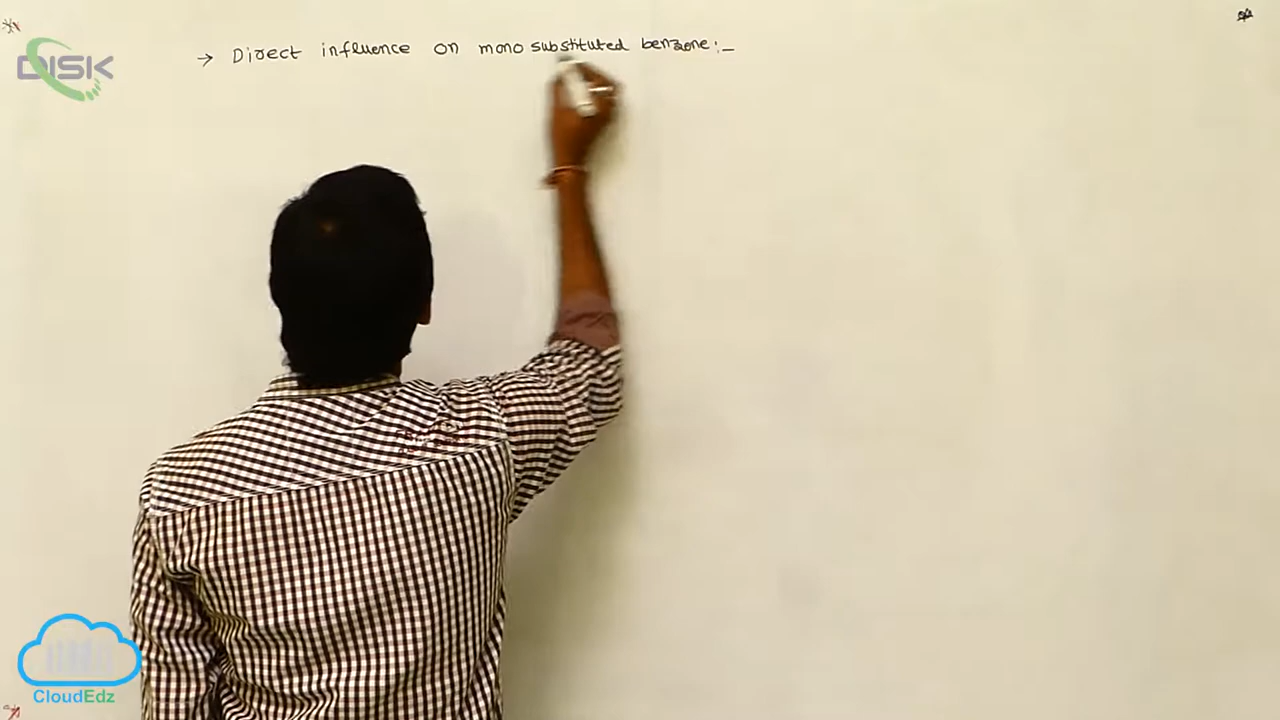 DISK
→ Direct influence on mono substituted benzene:-
CloudEdz